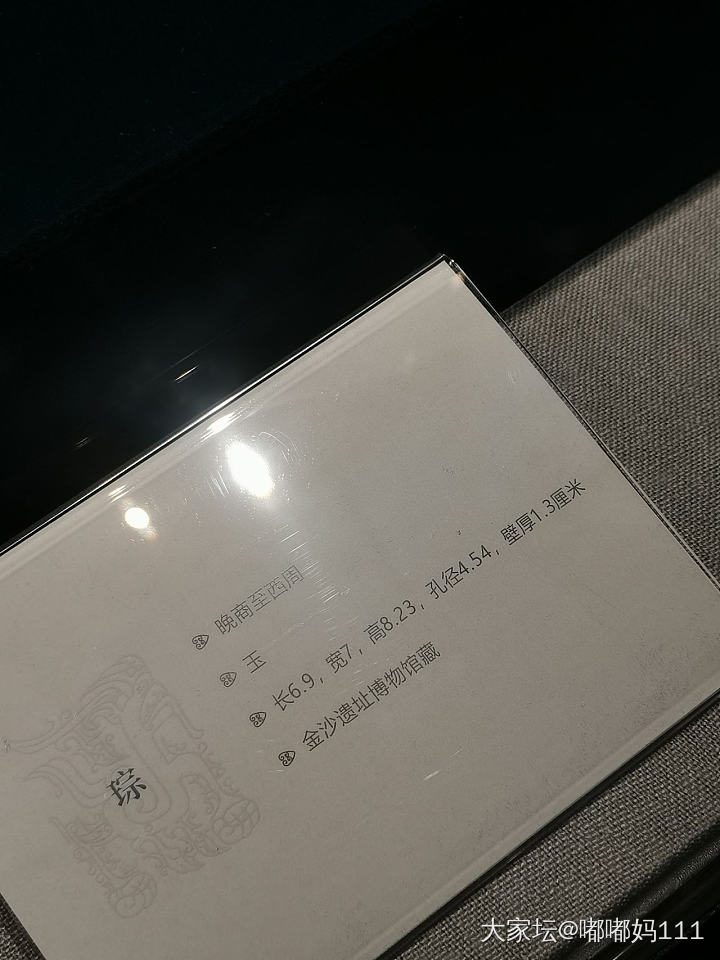 晚商至西周
玉
长6.9，宽7，高8.23，孔径4.54，壁厚1.3厘米
金沙遗址博物馆藏
琮
大家坛@嘟嘟妈111